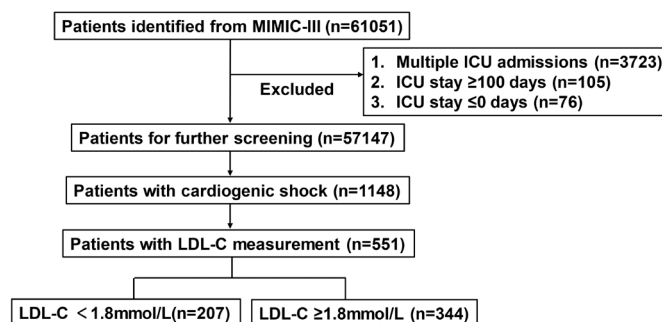 Patients identified from MIMIC-III (n=61051)
1. Multiple ICU admissions (n=3723)
2. ICU stay ≥100 days (n=105)
3. ICU stay ≤0 days (n=76)
Excluded
Patients for further screening (n=57147)
Patients with cardiogenic shock (n=1148)
Patients with LDL-C measurement (n=551)
LDL-C <1.8mmol/L(n=207)
LDL-C ≥1.8mmol/L (n=344)